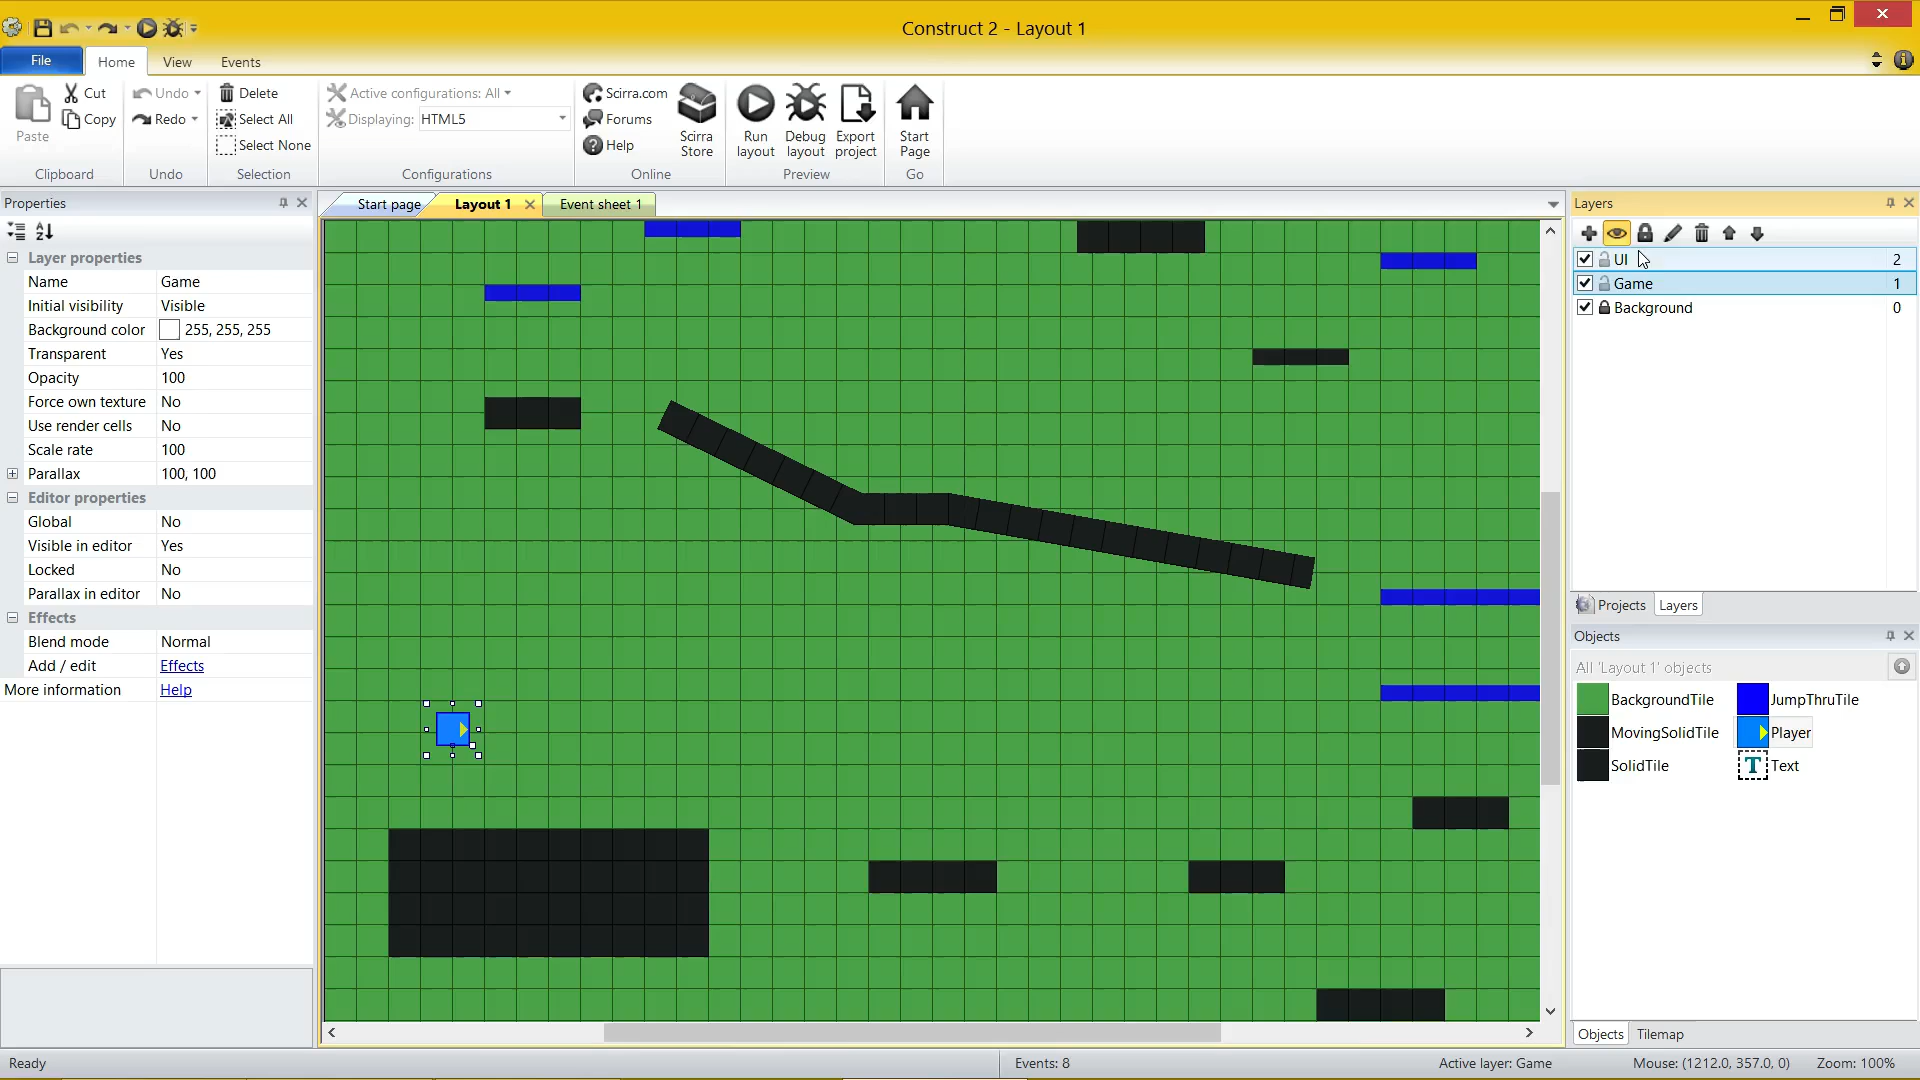 Construct 2 - Layout 1
File
Home
View
Events
Paste
Cut
Copy
Clipboard
Undo
Redo
Undo
Delete
Select All
Select None
Selection
Active configurations: All
Displaying: HTML5
Configurations
Scirra.com
Forums
Help
Scirra Store
Online
Run layout
Debug layout
Export project
Preview
Start Page
Go
Properties
Start page
Layout 1
Event sheet 1
Layers
Layer properties
Name Game
Initial visibility Visible
Background color 255, 255, 255
Transparent Yes
Opacity 100
Force own texture No
Use render cells No
Scale rate 100
Parallax 100, 100
Editor properties
Global No
Visible in editor Yes
Locked No
Parallax in editor No
Effects
Blend mode Normal
Add / edit Effects
More information Help
UI 2
Game 1
Background 0
Projects
Layers
Objects
All 'Layout 1' objects
BackgroundTile
JumpThruTile
MovingSolidTile
Player
SolidTile
T Text
Objects
Tilemap
Ready
Events: 8
Active layer: Game
Mouse: (1212.0, 357.0, 0)
Zoom: 100%